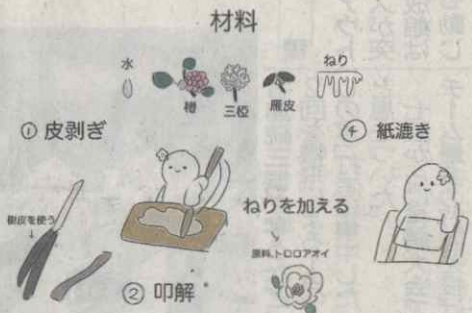 材料
水
楮
三椏
雁皮
ねり
① 皮剥ぎ
④ 紙漉き
樹皮を使う
↓
ねりを加える
原料、トロロアオイ
② 叩解